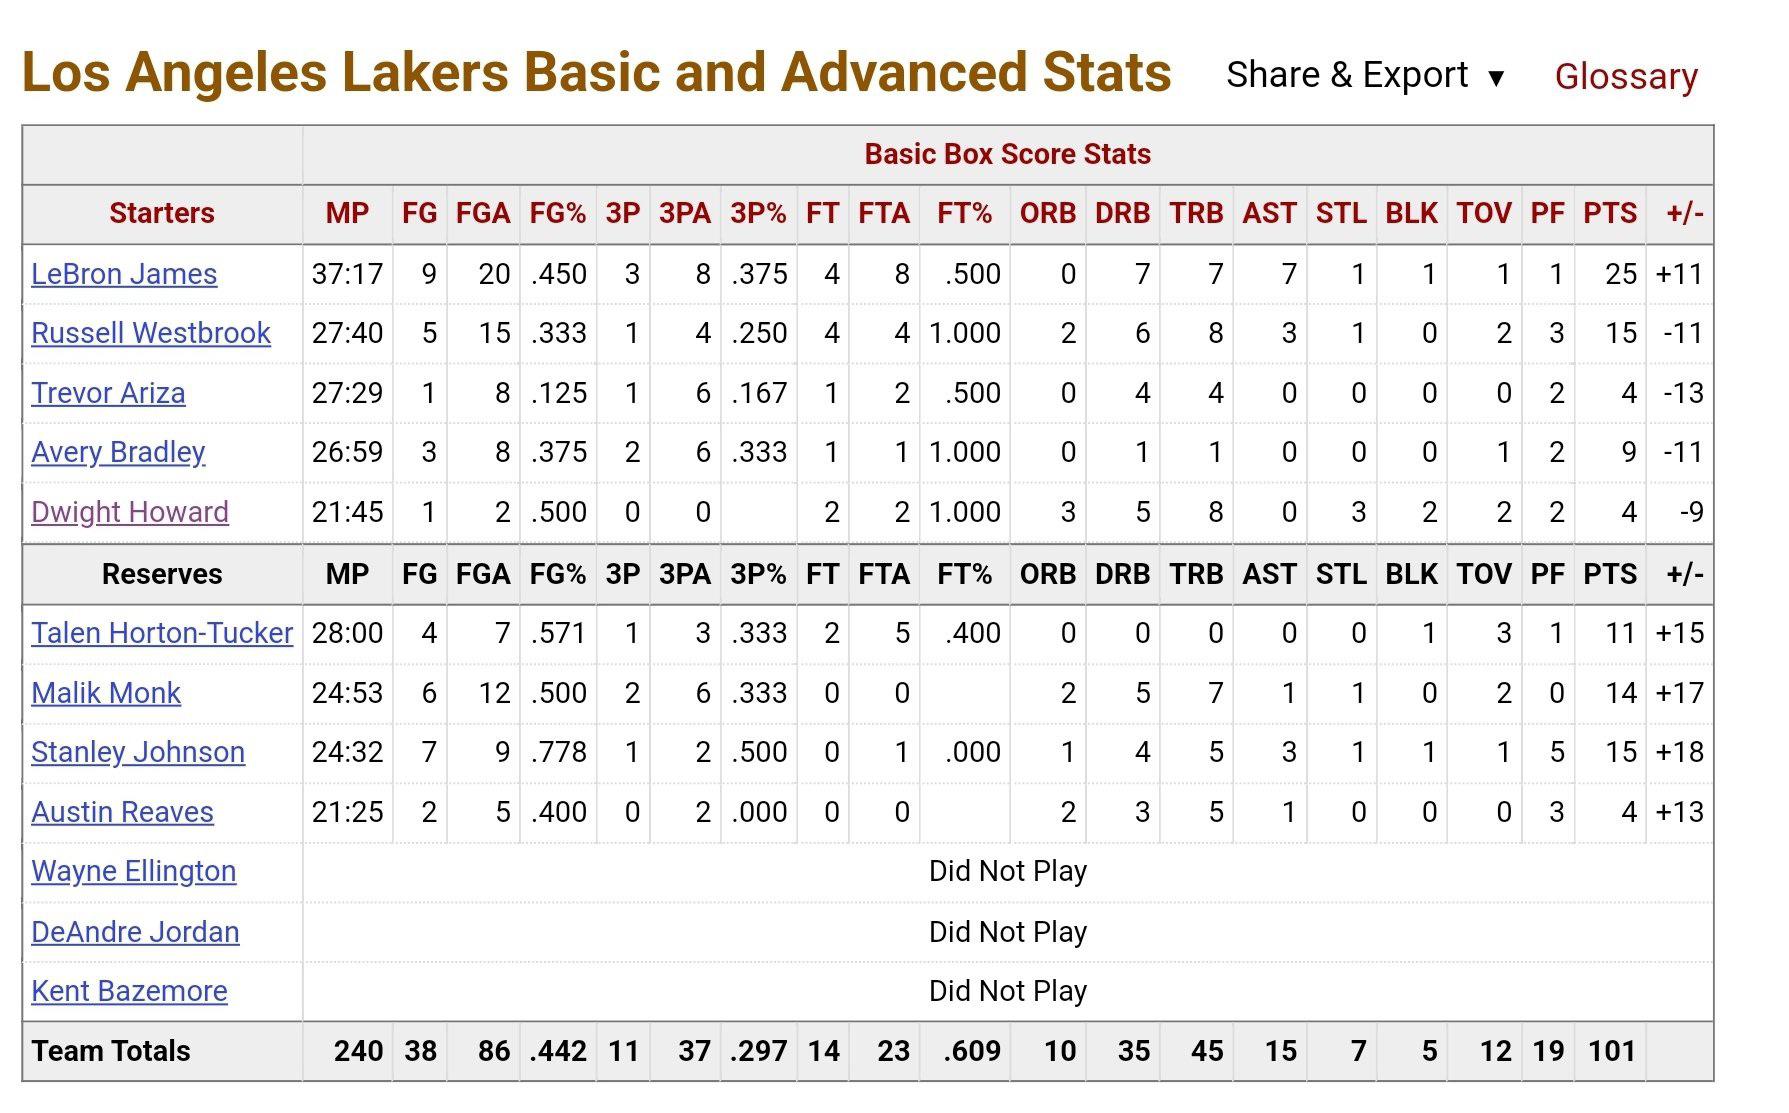 Los Angeles Lakers Basic and Advanced Stats Share & Export ▼ Glossary
Basic Box Score Stats
Starters MP FG FGA FG% 3P 3PA 3P% FT FTA FT% ORB DRB TRB AST STL BLK TOV PF PTS +/-
LeBron James 37:17 9 20 .450 3 8 .375 4 8 .500 0 7 7 7 1 1 1 1 25 +11
Russell Westbrook 27:40 5 15 .333 1 4 .250 4 4 1.000 2 6 8 3 1 0 2 3 15 -11
Trevor Ariza 27:29 1 8 .125 1 6 .167 1 2 .500 0 4 4 0 0 0 0 2 4 -13
Avery Bradley 26:59 3 8 .375 2 6 .333 1 1 1.000 0 1 1 0 0 0 1 2 9 -11
Dwight Howard 21:45 1 2 .500 0 0 2 2 1.000 3 5 8 0 3 2 2 2 4 -9
Reserves MP FG FGA FG% 3P 3PA 3P% FT FTA FT% ORB DRB TRB AST STL BLK TOV PF PTS +/-
Talen Horton-Tucker 28:00 4 7 .571 1 3 .333 2 5 .400 0 0 0 0 0 1 3 1 11 +15
Malik Monk 24:53 6 12 .500 2 6 .333 0 0 2 5 7 1 1 0 2 0 14 +17
Stanley Johnson 24:32 7 9 .778 1 2 .500 0 1 .000 1 4 5 3 1 1 1 5 15 +18
Austin Reaves 21:25 2 5 .400 0 2 .000 0 0 2 3 5 1 0 0 0 3 4 +13
Wayne Ellington Did Not Play
DeAndre Jordan Did Not Play
Kent Bazemore Did Not Play
Team Totals 240 38 86 .442 11 37 .297 14 23 .609 10 35 45 15 7 5 12 19 101